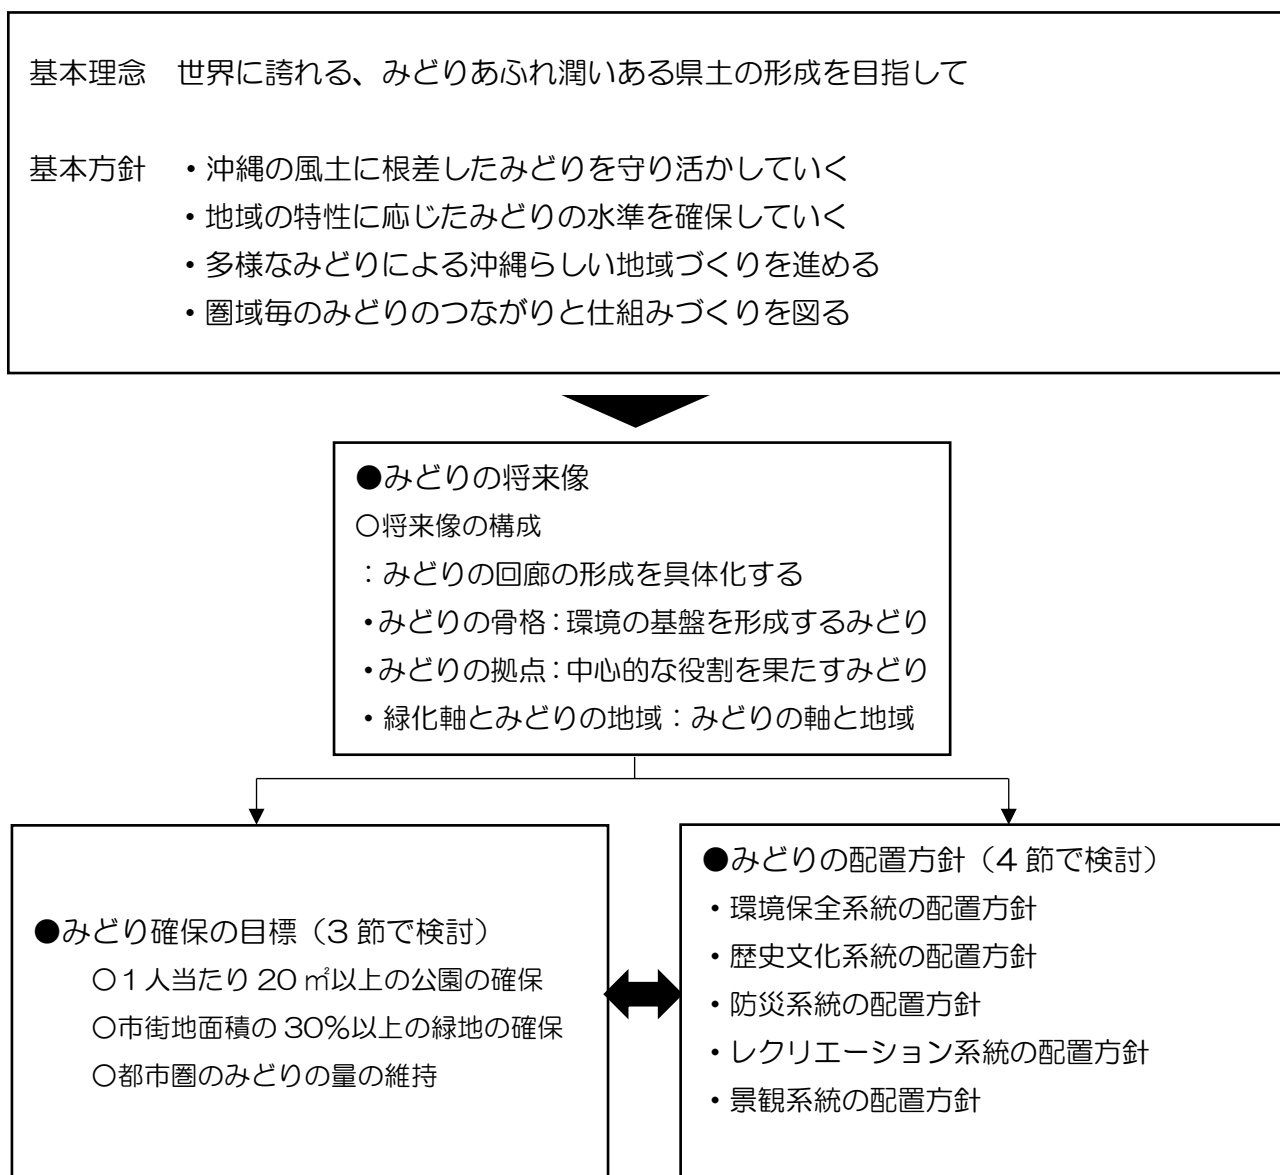 基本理念 世界に誇れる、みどりあふれ潤いある県土の形成を目指して
基本方針 ・沖縄の風土に根差したみどりを守り活かしていく
・地域の特性に応じたみどりの水準を確保していく
・多様なみどりによる沖縄らしい地域づくりを進める
・圏域毎のみどりのつながりと仕組みづくりを図る
●みどりの将来像
〇将来像の構成
：みどりの回廊の形成を具体化する
・みどりの骨格：環境の基盤を形成するみどり
・みどりの拠点：中心的な役割を果たすみどり
・緑化軸とみどりの地域：みどりの軸と地域
●みどり確保の目標（3 節で検討）
〇1 人当たり 20 ㎡以上の公園の確保
〇市街地面積の 30％以上の緑地の確保
〇都市圏のみどりの量の維持
●みどりの配置方針（4 節で検討）
・環境保全系統の配置方針
・歴史文化系統の配置方針
・防災系統の配置方針
・レクリエーション系統の配置方針
・景観系統の配置方針